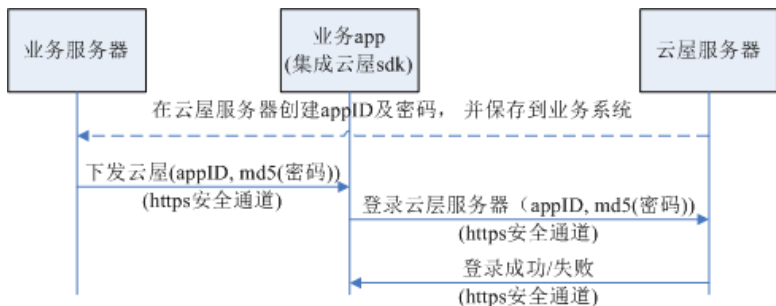 业务服务器
业务app
(集成云屋sdk)
云屋服务器
在云屋服务器创建appID及密码， 并保存到业务系统
下发云屋(appID, md5(密码))
(https安全通道)
登录云层服务器（appID, md5(密码))
(https安全通道)
登录成功/失败
(https安全通道)